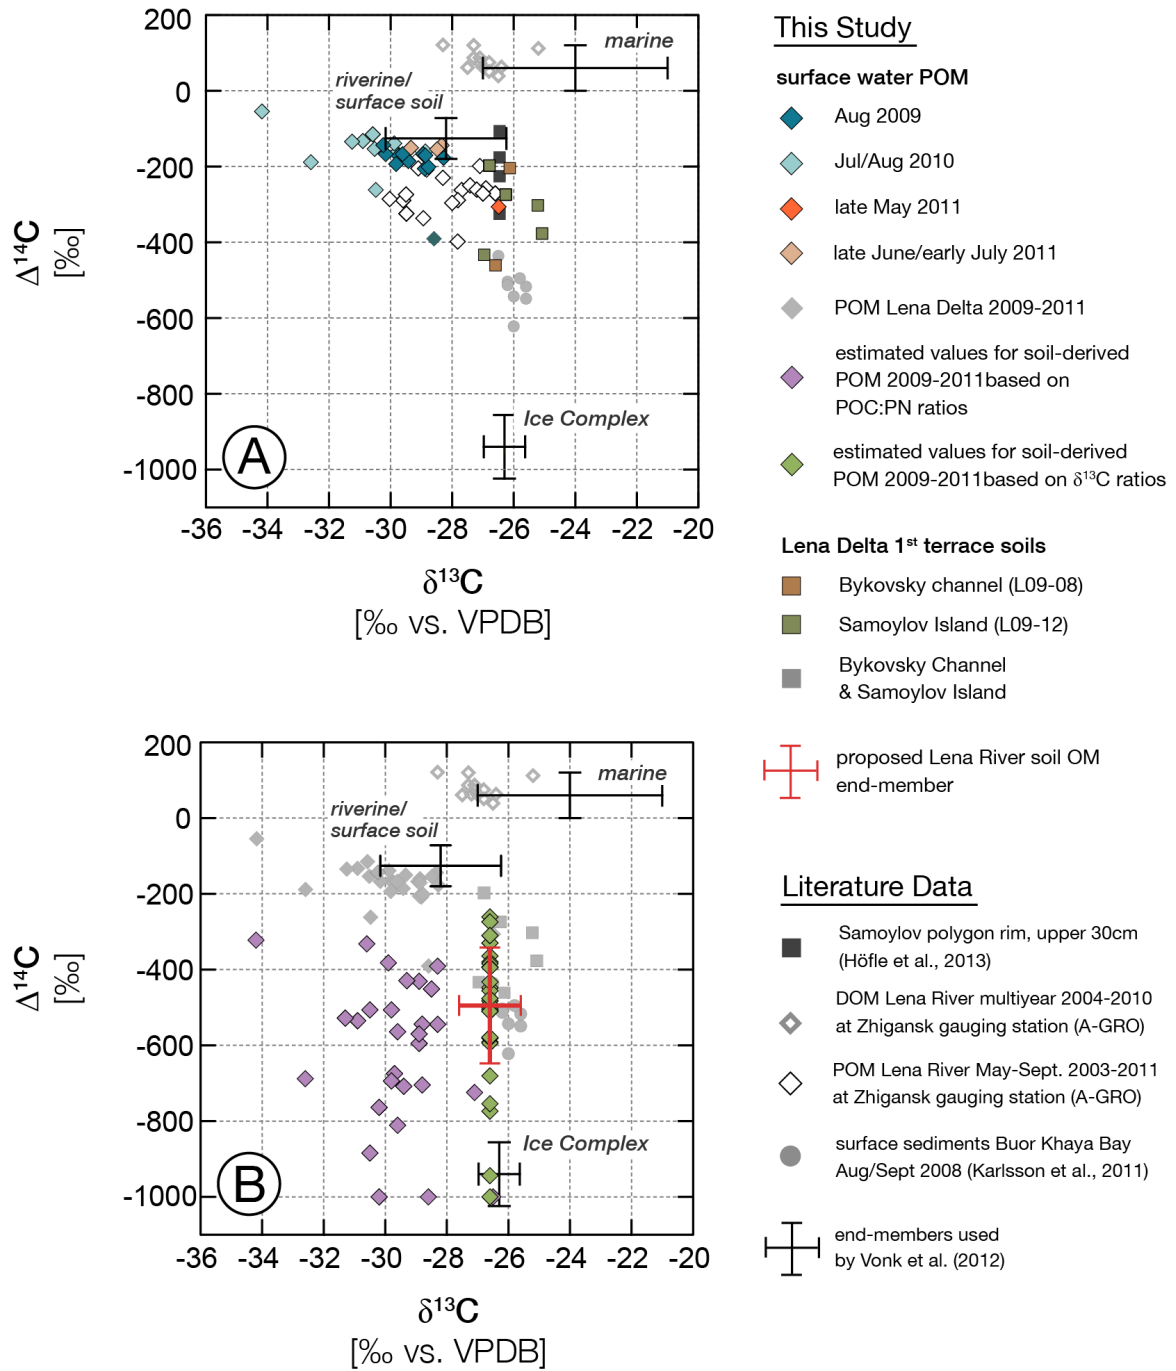 200
0
-200
-400
-600
-800
-1000
Δ¹⁴C
[‰]
marine
riverine/
surface soil
Ice Complex
A
-36 -34 -32 -30 -28 -26 -24 -22 -20
δ¹³C
[‰ vs. VPDB]
200
0
-200
-400
-600
-800
-1000
Δ¹⁴C
[‰]
marine
riverine/
surface soil
Ice Complex
B
-36 -34 -32 -30 -28 -26 -24 -22 -20
δ¹³C
[‰ vs. VPDB]
This Study
surface water POM
Aug 2009
Jul/Aug 2010
late May 2011
late June/early July 2011
POM Lena Delta 2009-2011
estimated values for soil-derived
POM 2009-2011based on
POC:PN ratios
estimated values for soil-derived
POM 2009-2011based on δ¹³C ratios
Lena Delta 1ˢᵗ terrace soils
Bykovsky channel (L09-08)
Samoylov Island (L09-12)
Bykovsky Channel
& Samoylov Island
proposed Lena River soil OM
end-member
Literature Data
Samoylov polygon rim, upper 30cm
(Höfle et al., 2013)
DOM Lena River multiyear 2004-2010
at Zhigansk gauging station (A-GRO)
POM Lena River May-Sept. 2003-2011
at Zhigansk gauging station (A-GRO)
surface sediments Buor Khaya Bay
Aug/Sept 2008 (Karlsson et al., 2011)
end-members used
by Vonk et al. (2012)